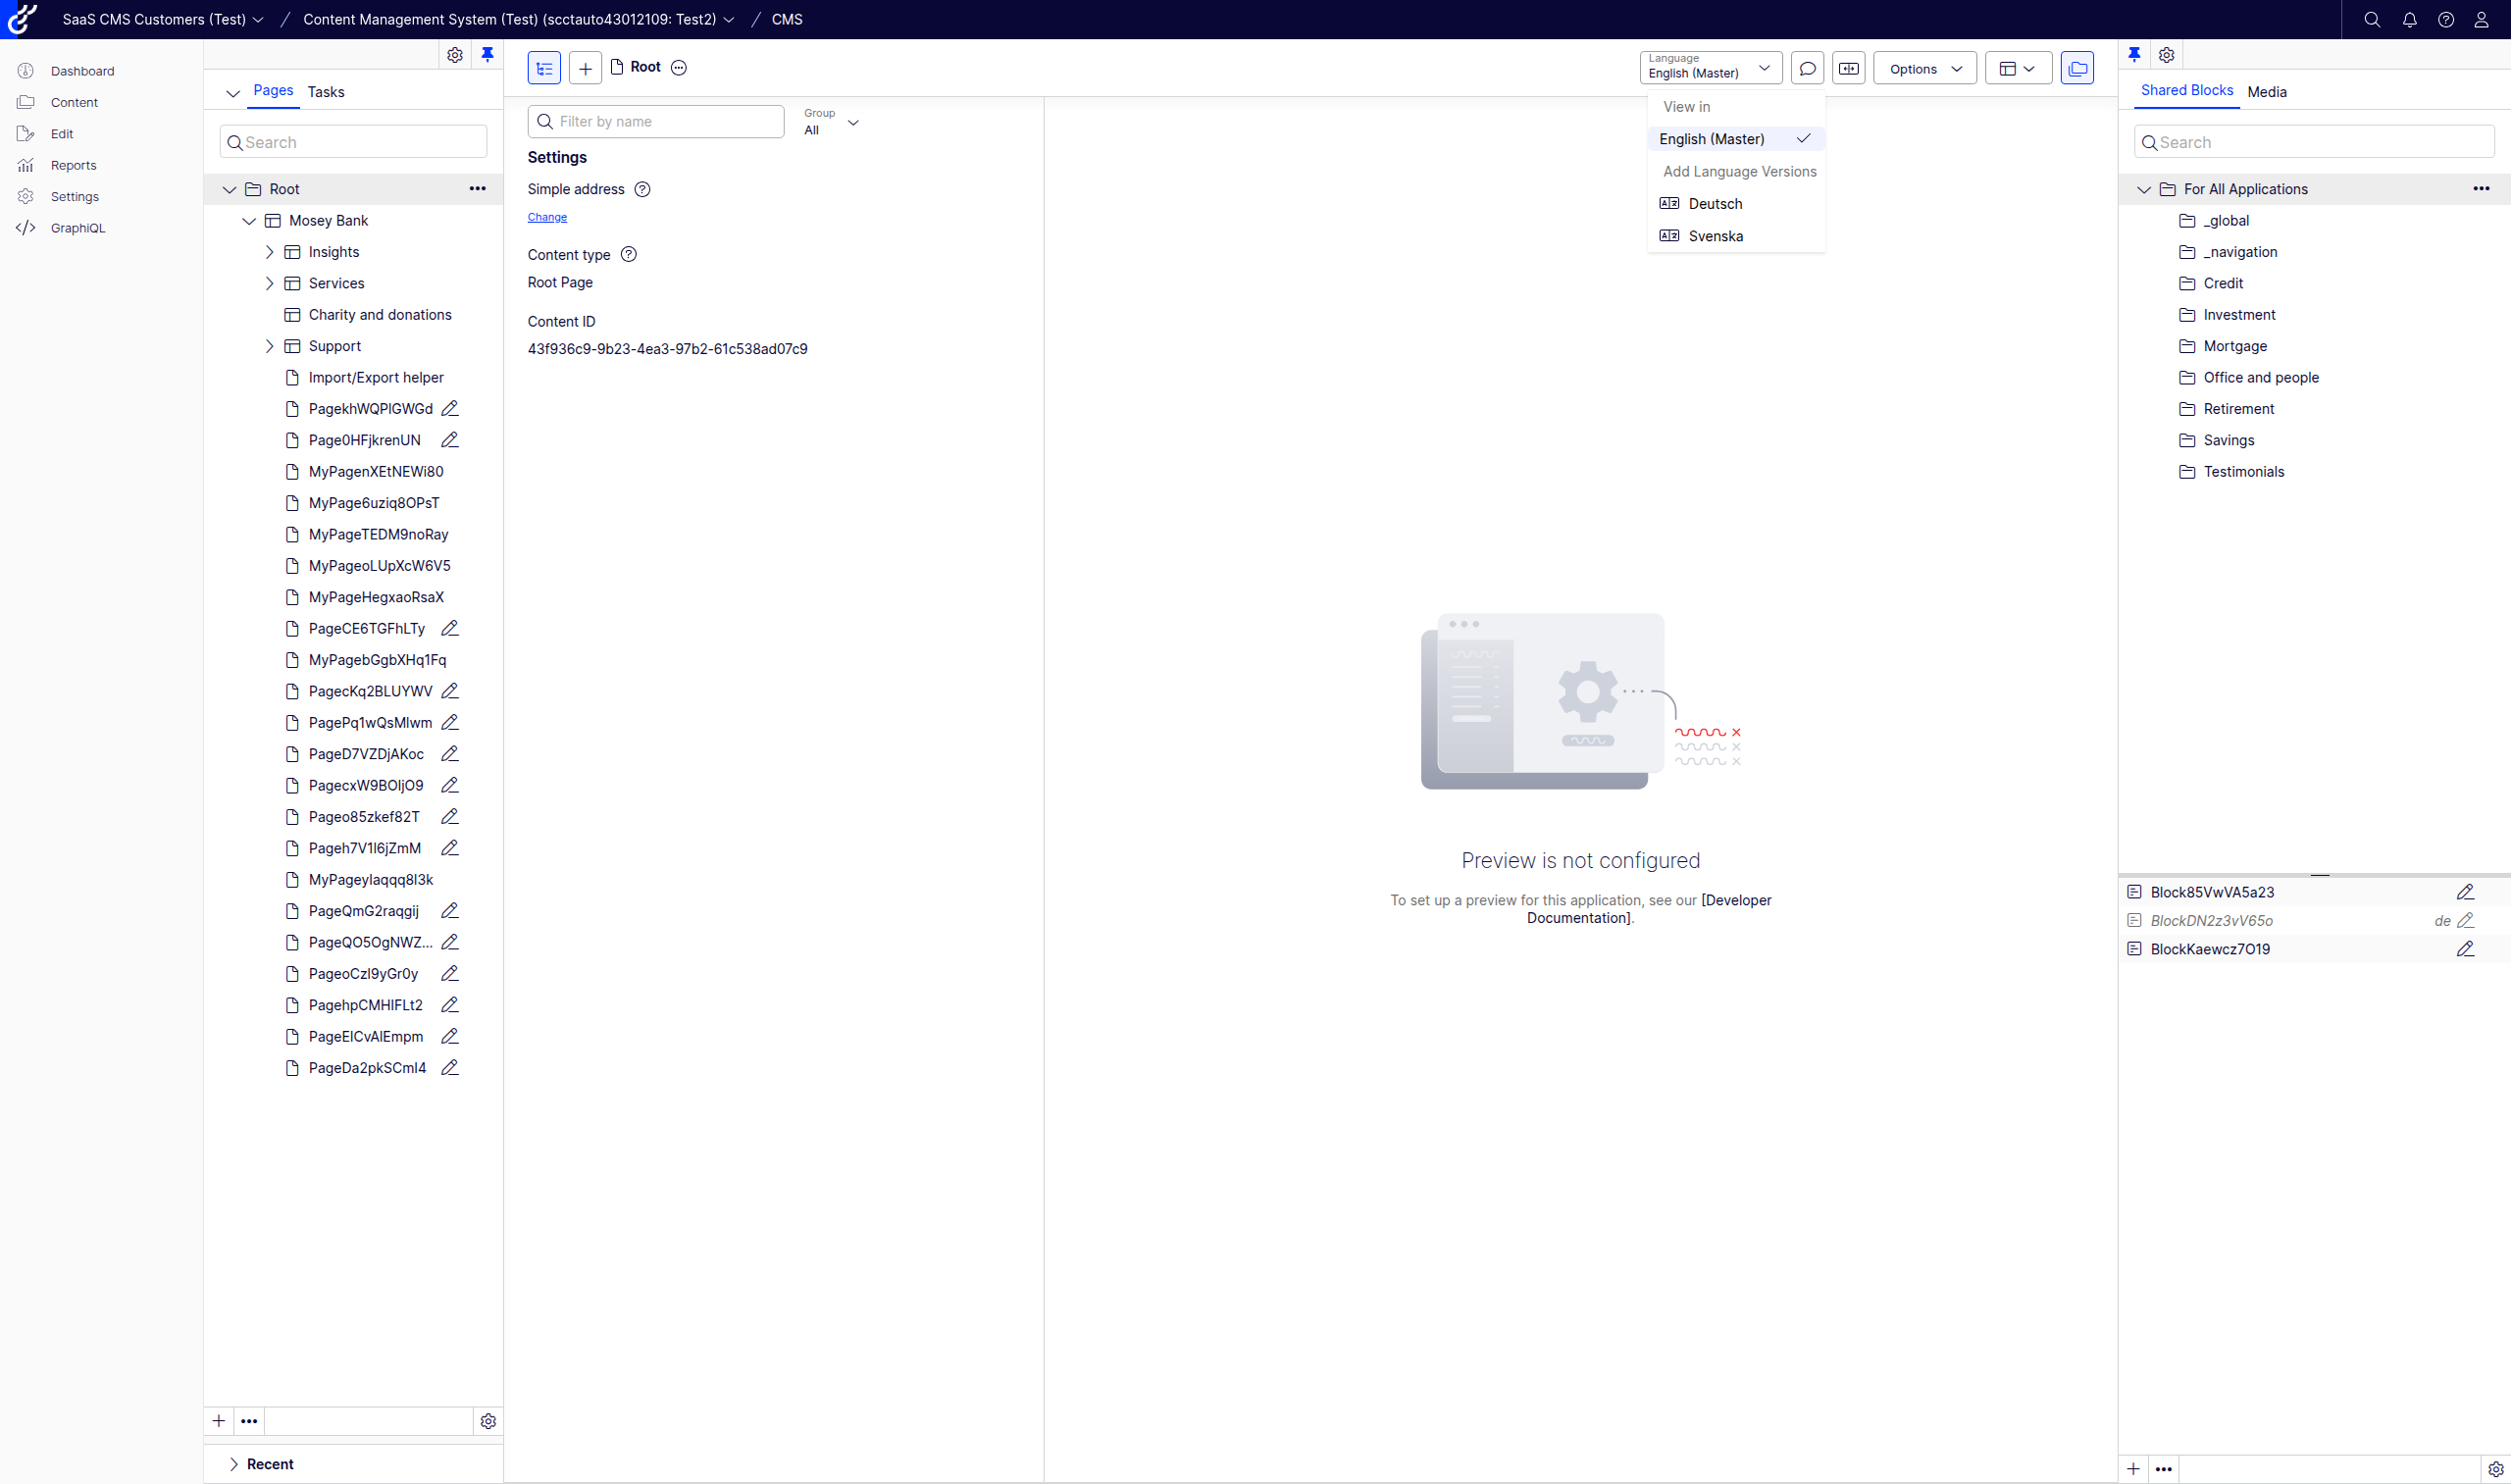 SaaS CMS Customers (Test) / Content Management System (Test) (scctauto43012109: Test2) / CMS
Dashboard
Content
Edit
Reports
Settings
GraphiQL
Pages Tasks
Search
Root
Mosey Bank
Insights
Services
Charity and donations
Support
Import/Export helper
PagekhWQPlGWGd
Page0HFjkrenUN
MyPagenXEtNEWi80
MyPage6uziq8OPsT
MyPageTEDM9noRay
MyPageoLUpXcW6V5
MyPageHegxaoRsaX
PageCE6TGFhLTy
MyPagebGgbXHq1Fq
PagecKq2BLUYWV
PagePq1wQsMlwm
PageD7VZDjAKoc
PagecxW9BOljO9
Pageo85zkef82T
Pageh7V1l6jZmM
MyPageylaqqq8l3k
PageQmG2raqgij
PageQO5OgNWZ...
PageoCzl9yGr0y
PagehpCMHlFLt2
PageElCvAlEmpm
PageDa2pkSCml4
Recent
Root
Filter by name
Group
All
Settings
Simple address
Change
Content type
Root Page
Content ID
43f936c9-9b23-4ea3-97b2-61c538ad07c9
Language
English (Master)
Options
View in
English (Master)
Add Language Versions
Deutsch
Svenska
Preview is not configured
To set up a preview for this application, see our [Developer
Documentation].
Shared Blocks Media
Search
For All Applications
_global
_navigation
Credit
Investment
Mortgage
Office and people
Retirement
Savings
Testimonials
Block85VwVA5a23
BlockDN2z3vV65o de
BlockKaewcz7O19